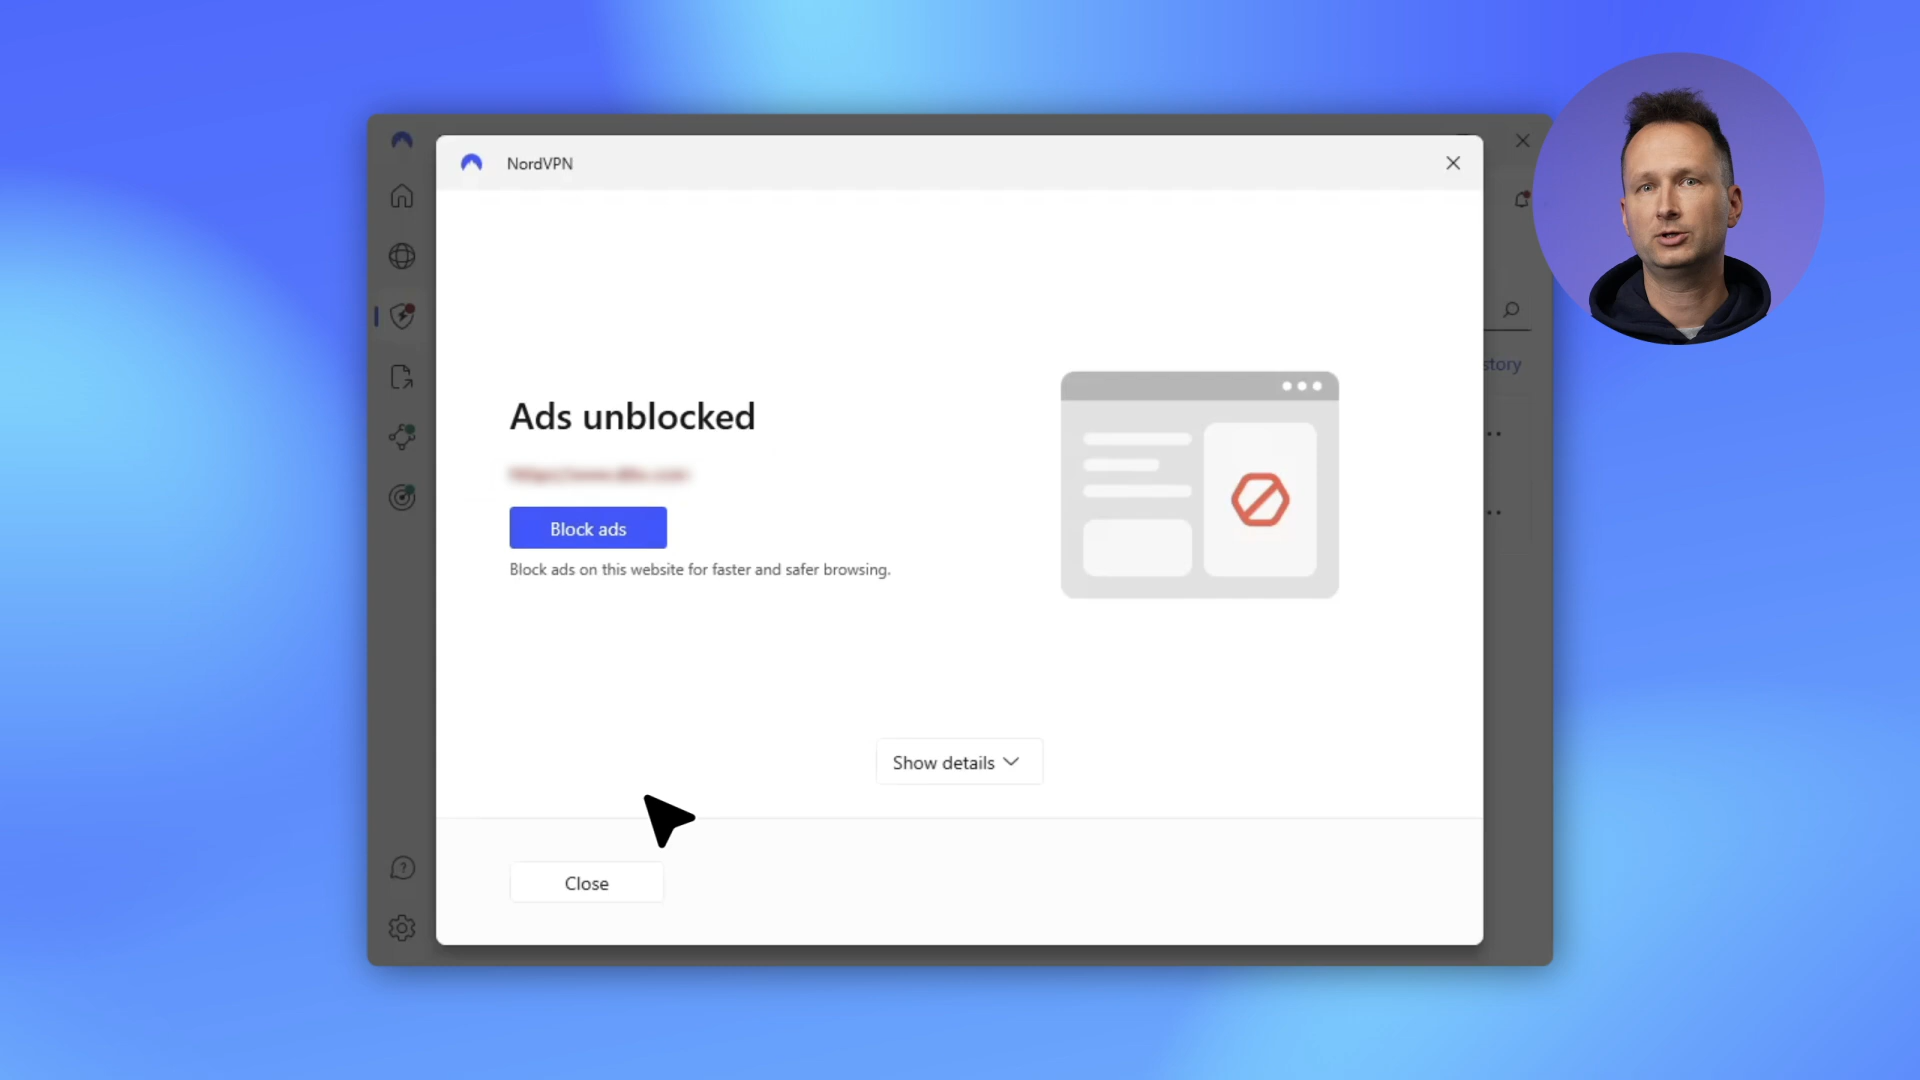 NordVPN
story
Ads unblocked
Block ads
Block ads on this website for faster and safer browsing.
Show details
Close